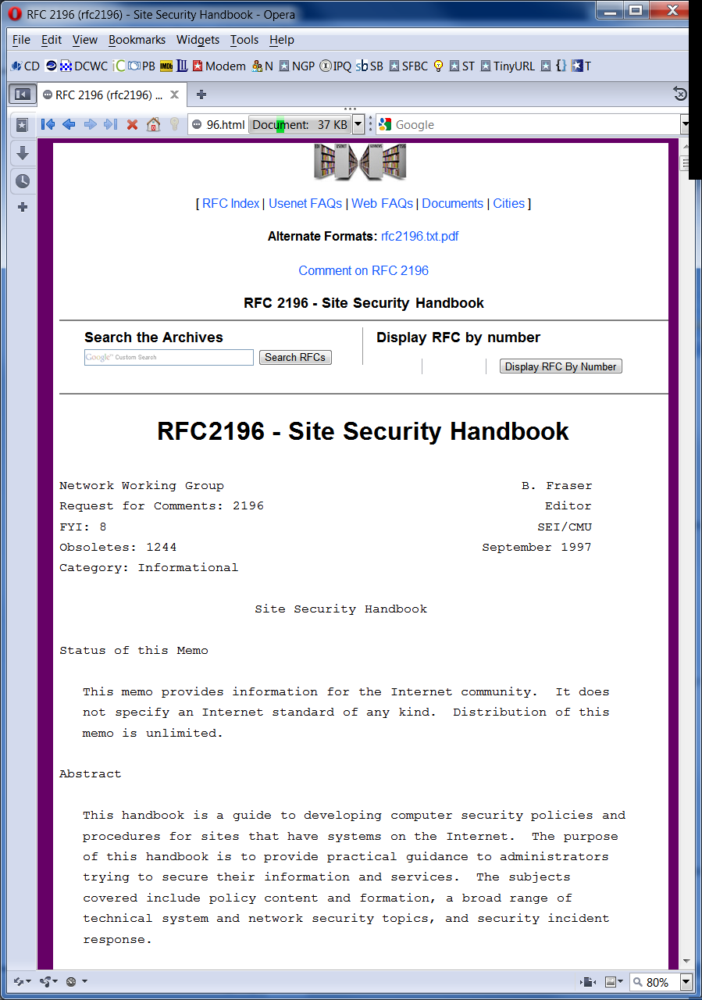 RFC 2196 (rfc2196) - Site Security Handbook - Opera
File Edit View Bookmarks Widgets Tools Help
CD DCWC iC PB IMDb Modem N NGP IPQ sb SB SFBC ST TinyURL {} T
RFC 2196 (rfc2196) ...
96.html Document: 37 KB Google
USENET
[ RFC Index | Usenet FAQs | Web FAQs | Documents | Cities ]
Alternate Formats: rfc2196.txt.pdf
Comment on RFC 2196
RFC 2196 - Site Security Handbook
Search the Archives Display RFC by number
Google™ Custom Search Search RFCs Display RFC By Number
RFC2196 - Site Security Handbook
Network Working Group B. Fraser
Request for Comments: 2196 Editor
FYI: 8 SEI/CMU
Obsoletes: 1244 September 1997
Category: Informational
Site Security Handbook
Status of this Memo
This memo provides information for the Internet community. It does
not specify an Internet standard of any kind. Distribution of this
memo is unlimited.
Abstract
This handbook is a guide to developing computer security policies and
procedures for sites that have systems on the Internet. The purpose
of this handbook is to provide practical guidance to administrators
trying to secure their information and services. The subjects
covered include policy content and formation, a broad range of
technical system and network security topics, and security incident
response.
80%